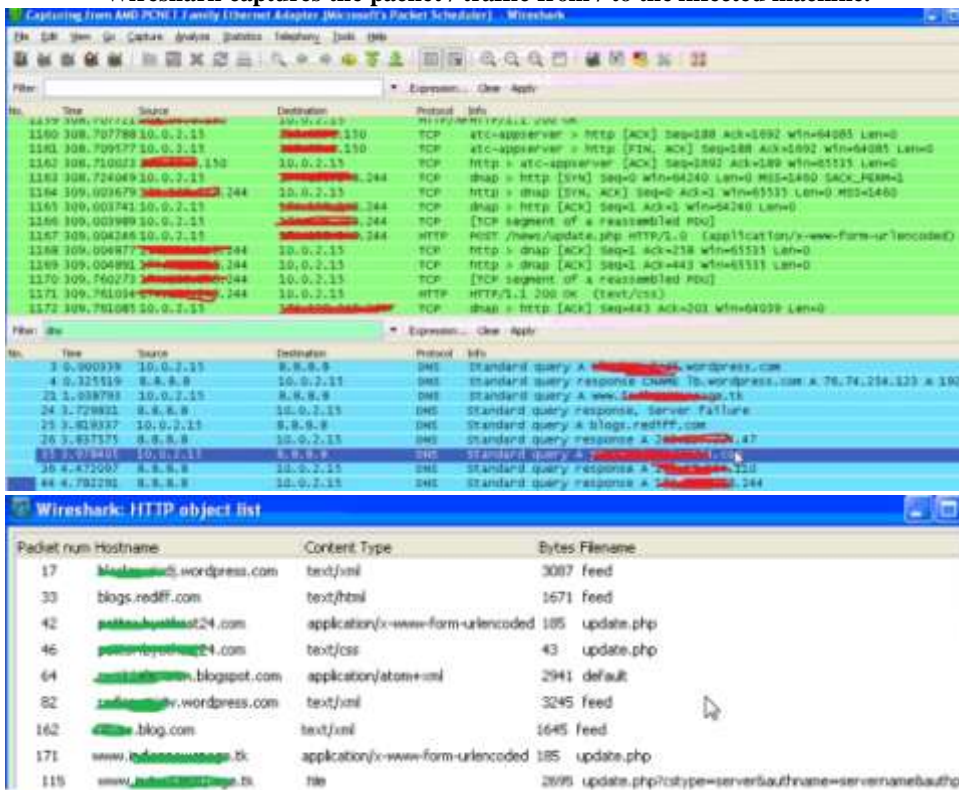 Wireshark captures the packet / traffic from / to the infected machine.
Capturing from AMD PCNET Family Ethernet Adapter (Microsoft's Packet Scheduler) - Wireshark
File Edit View Go Capture Analyze Statistics Telephony Tools Help
Filter: Expression... Clear Apply
No. Time Source Destination Protocol Info
10.0.2.15 200 OK
1160 308.707788 10.0.2.15 .150 TCP atc-appserver > http [ACK] Seq=188 Ack=1692 Win=64085 Len=0
1161 308.709577 10.0.2.15 .150 TCP atc-appserver > http [FIN, ACK] Seq=188 Ack=1692 Win=64085 Len=0
1162 308.710023 .150 10.0.2.15 TCP http > atc-appserver [ACK] Seq=1692 Ack=189 Win=65535 Len=0
1163 308.724069 10.0.2.15 .244 TCP dnap > http [SYN] Seq=0 Win=64240 Len=0 MSS=1460 SACK_PERM=1
1164 309.003679 .244 10.0.2.15 TCP http > dnap [SYN, ACK] Seq=0 Ack=1 Win=65535 Len=0 MSS=1460
1165 309.003741 10.0.2.15 .244 TCP dnap > http [ACK] Seq=1 Ack=1 Win=64240 Len=0
1166 309.003989 10.0.2.15 .244 TCP [TCP segment of a reassembled PDU]
1167 309.004246 10.0.2.15 .244 HTTP POST /news/update.php HTTP/1.0 (application/x-www-form-urlencoded)
1168 309.004877 .244 10.0.2.15 TCP http > dnap [ACK] Seq=1 Ack=258 Win=65535 Len=0
1169 309.004891 .244 10.0.2.15 TCP http > dnap [ACK] Seq=1 Ack=443 Win=65535 Len=0
1170 309.760273 .244 10.0.2.15 TCP [TCP segment of a reassembled PDU]
1171 309.761034 .244 10.0.2.15 HTTP HTTP/1.1 200 OK (text/css)
1172 309.761085 10.0.2.15 TCP dnap > http [ACK] Seq=443 Ack=203 Win=64039 Len=0
Filter: dns Expression... Clear Apply
No. Time Source Destination Protocol Info
3 0.000339 10.0.2.15 8.8.8.8 DNS Standard query A .wordpress.com
4 0.325519 8.8.8.8 10.0.2.15 DNS Standard query response CNAME lb.wordpress.com A 76.74.254.123 A 192
21 1.038793 10.0.2.15 8.8.8.8 DNS Standard query A www. .tk
24 3.729831 8.8.8.8 10.0.2.15 DNS Standard query response, Server failure
25 3.819337 10.0.2.15 8.8.8.8 DNS Standard query A blogs.rediff.com
26 3.837575 8.8.8.8 10.0.2.15 DNS Standard query response A .47
35 3.978405 10.0.2.15 8.8.8.8 DNS Standard query A .com
36 4.472097 8.8.8.8 10.0.2.15 DNS Standard query response A
44 4.792291 8.8.8.8 10.0.2.15 DNS Standard query response A .244
Wireshark: HTTP object list
Packet num Hostname Content Type Bytes Filename
17 .wordpress.com text/xml 3087 feed
33 blogs.rediff.com text/html 1671 feed
42 24.com application/x-www-form-urlencoded 185 update.php
46 24.com text/css 43 update.php
64 .blogspot.com application/atom+xml 2941 default
82 .wordpress.com text/xml 3245 feed
162 .blog.com text/xml 1645 feed
171 www. .tk application/x-www-form-urlencoded 185 update.php
115 www. .tk file 2695 update.php?cstype=server&authname=servername&authp